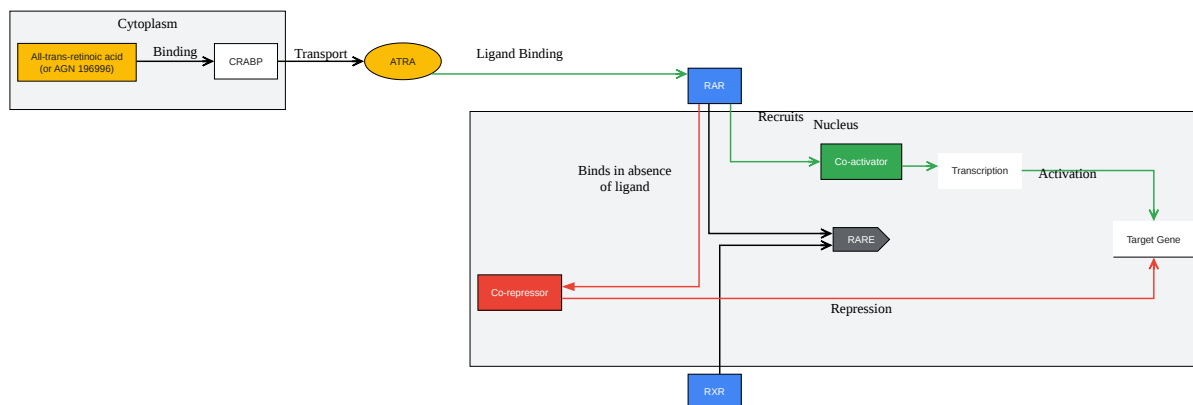 Cytoplasm
All-trans-retinoic acid
(or AGN 196996)
Binding
CRABP
Transport
ATRA
Ligand Binding
RAR
Recruits
Nucleus
Co-activator
Transcription
Activation
Binds in absence
of ligand
RARE
Target Gene
Co-repressor
Repression
RXR